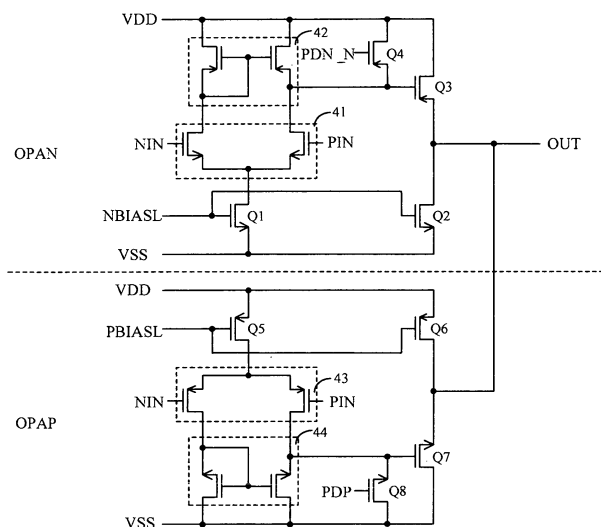 VDD
42
PDN_N
Q4
Q3
41
NIN
PIN
OPAN
OUT
NBIASL
Q1
Q2
VSS
VDD
PBIASL
Q5
Q6
43
NIN
PIN
OPAP
44
Q7
PDP
Q8
VSS